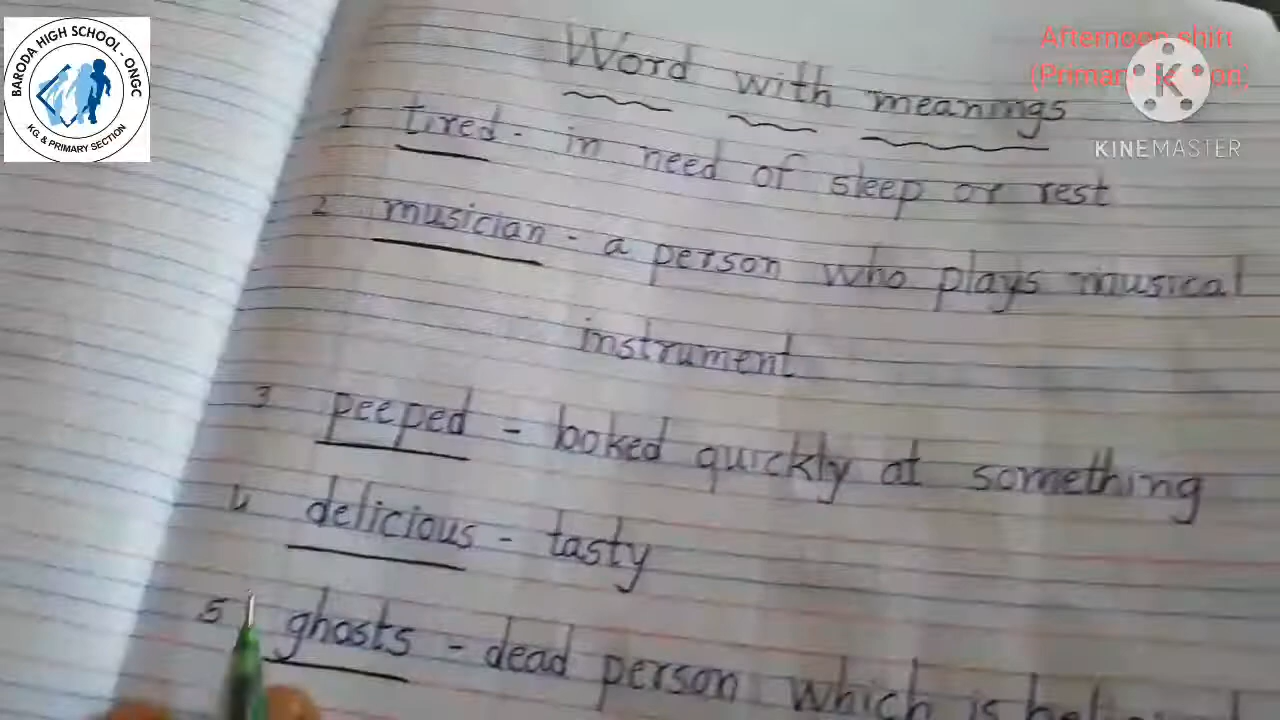 BARODA HIGH SCHOOL - ONGC
KG & PRIMARY SECTION
Afternoon shift
(Primary Section)
KINEMASTER
Word with meanings
1 tired - in need of sleep or rest
2 musician - a person who plays musical
instrument
3 peeped - looked quickly at something
4 delicious - tasty
5 ghosts - dead person which is